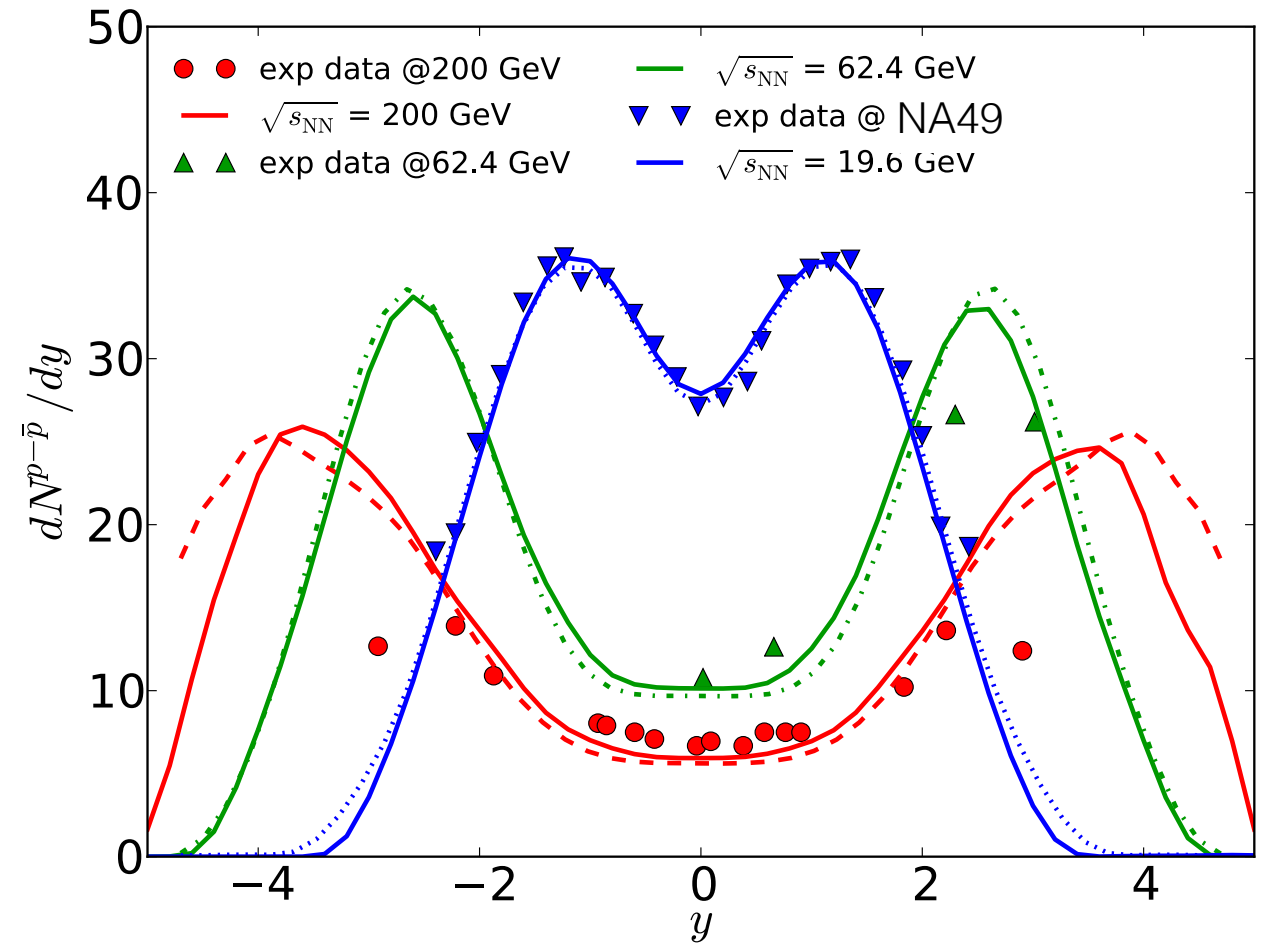 50
40
30
20
10
0
dN^{p−p̄} /dy
exp data @200 GeV
√s_NN = 200 GeV
exp data @62.4 GeV
√s_NN = 62.4 GeV
exp data @ NA49
√s_NN = 19.6 GeV
−4 −2 0 2 4
y